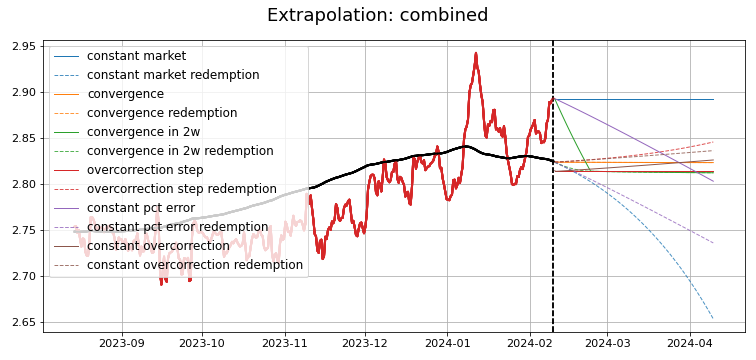 Extrapolation: combined
2.95
2.90
2.85
2.80
2.75
2.70
2.65
constant market
constant market redemption
convergence
convergence redemption
convergence in 2w
convergence in 2w redemption
overcorrection step
overcorrection step redemption
constant pct error
constant pct error redemption
constant overcorrection
constant overcorrection redemption
2023-09 2023-10 2023-11 2023-12 2024-01 2024-02 2024-03 2024-04